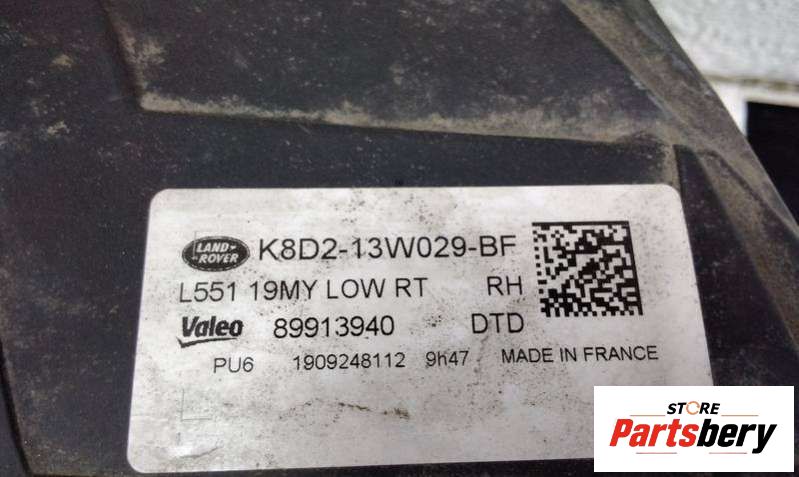 LAND-
ROVER
K8D2-13W029-BF
L551 19MY LOW RT RH
Valeo 89913940 DTD
PU6 1909248112 9h47 MADE IN FRANCE
STORE
Partsbery